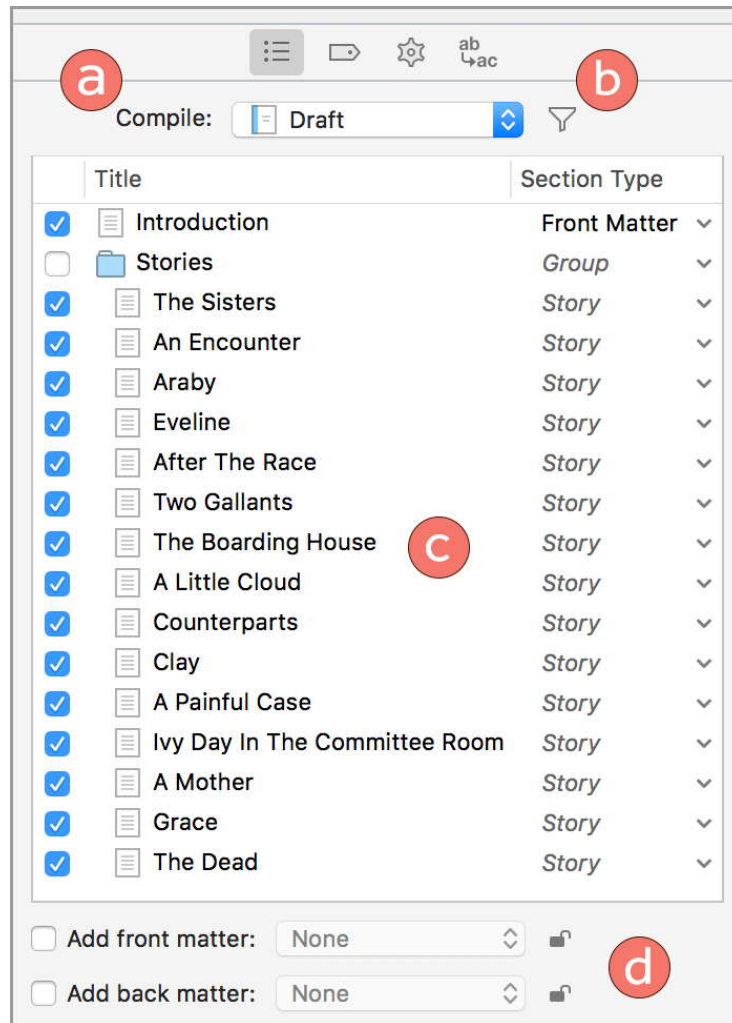 ab
ac
a
b
Compile: Draft
Title Section Type
Introduction Front Matter
Stories Group
The Sisters Story
An Encounter Story
Araby Story
Eveline Story
After The Race Story
Two Gallants Story
The Boarding House c Story
A Little Cloud Story
Counterparts Story
Clay Story
A Painful Case Story
Ivy Day In The Committee Room Story
A Mother Story
Grace Story
The Dead Story
Add front matter: None
d
Add back matter: None